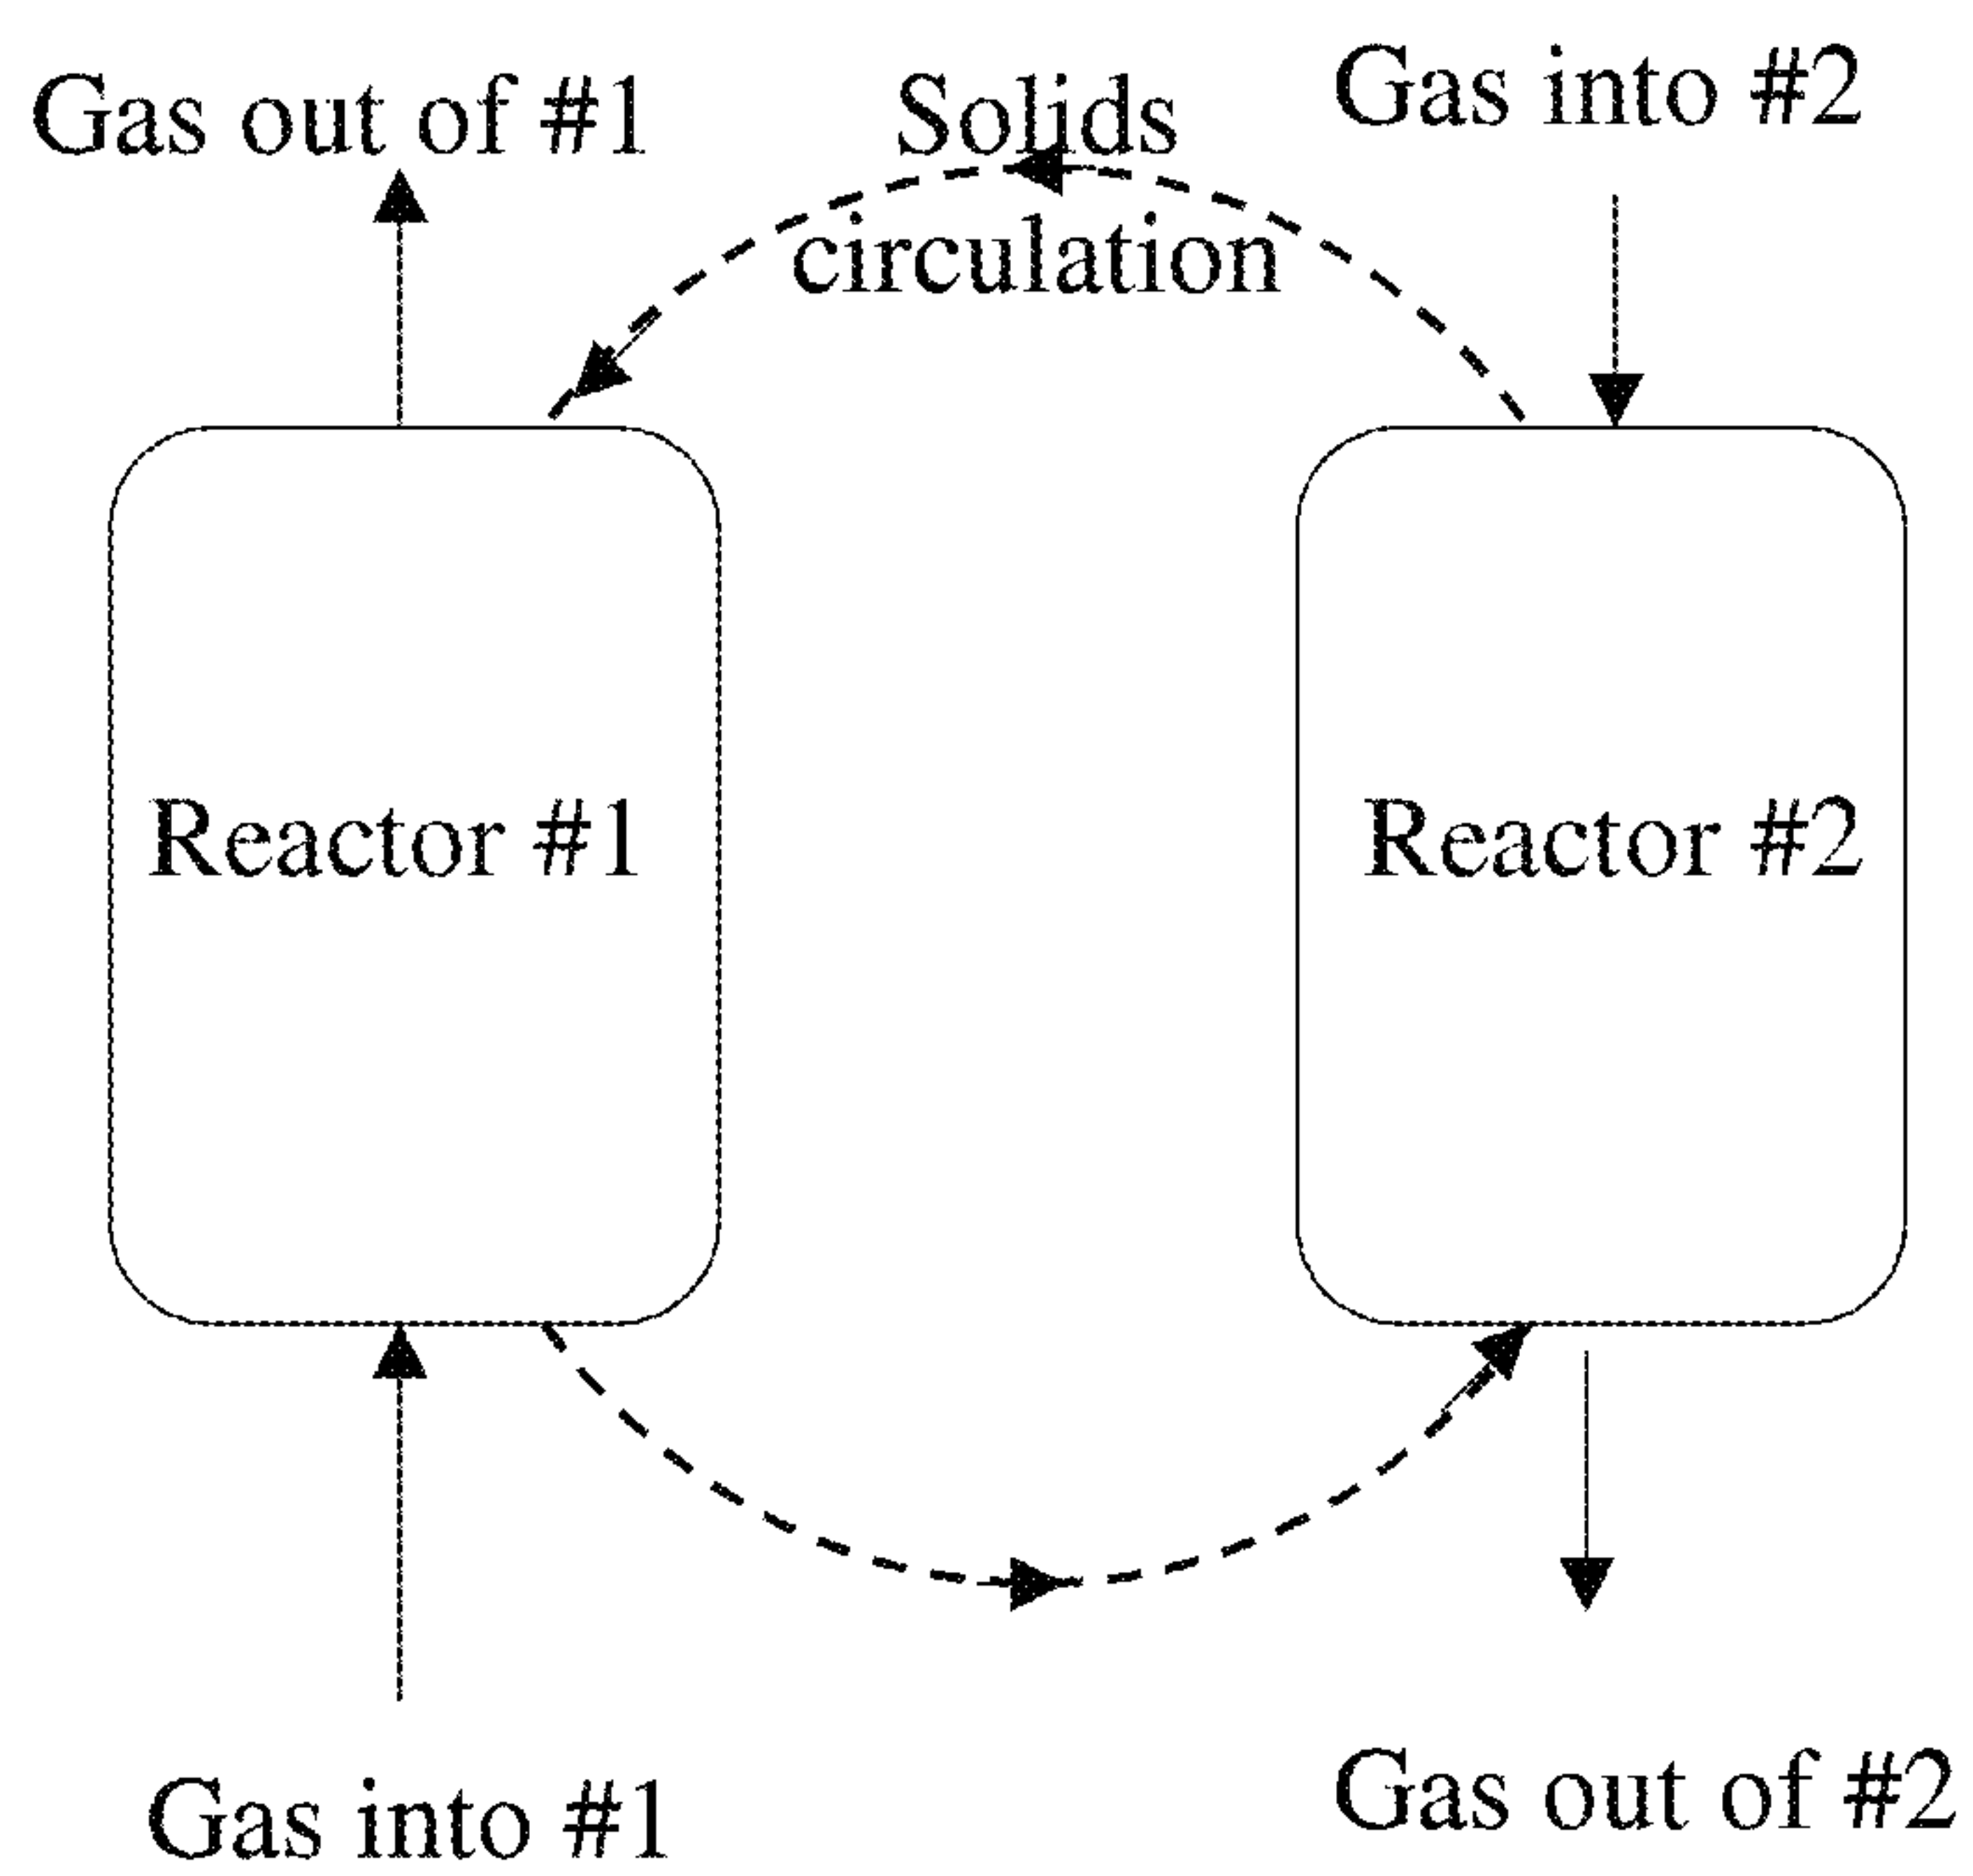 Gas out of #1
Solids
circulation
Gas into #2
Reactor #1
Reactor #2
Gas into #1
Gas out of #2